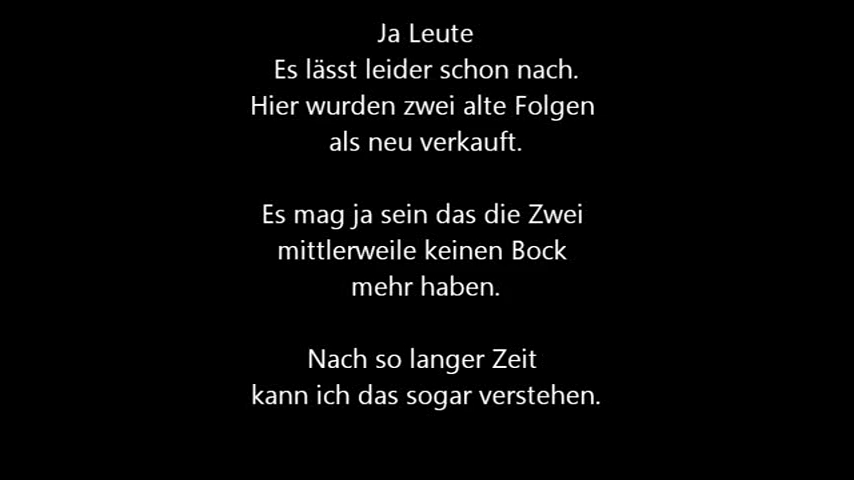 Ja Leute
Es lässt leider schon nach.
Hier wurden zwei alte Folgen
als neu verkauft.
Es mag ja sein das die Zwei
mittlerweile keinen Bock
mehr haben.
Nach so langer Zeit
kann ich das sogar verstehen.